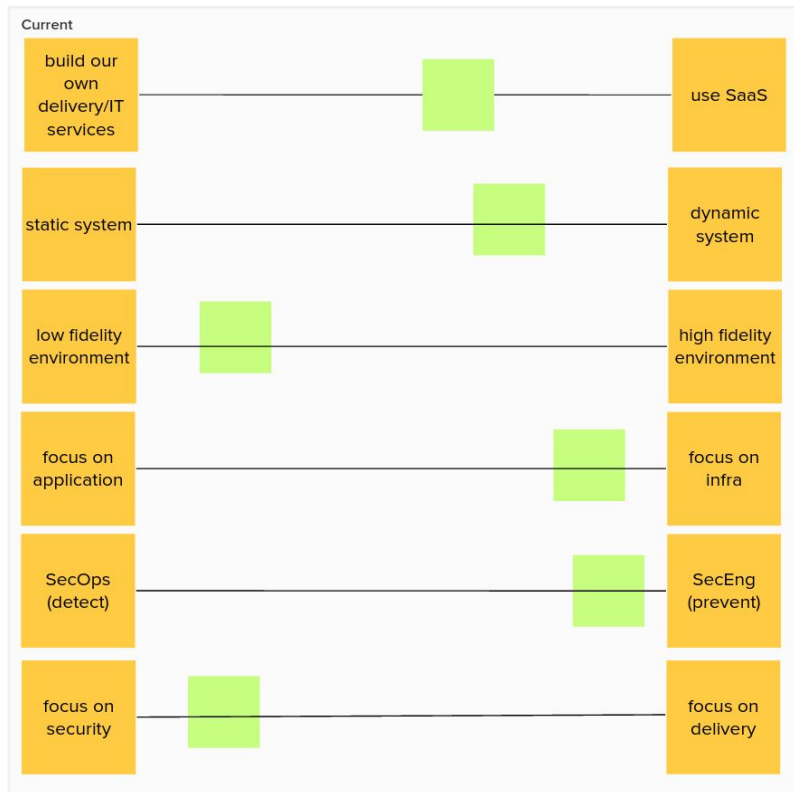 Current
build our
own
delivery/IT
services
use SaaS
static system
dynamic
system
low fidelity
environment
high fidelity
environment
focus on
application
focus on
infra
SecOps
(detect)
SecEng
(prevent)
focus on
security
focus on
delivery